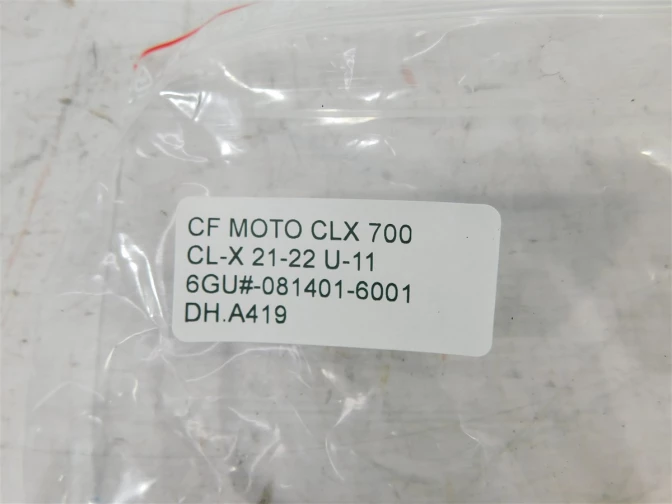 CF MOTO CLX 700
CL-X 21-22 U-11
6GU#-081401-6001
DH.A419